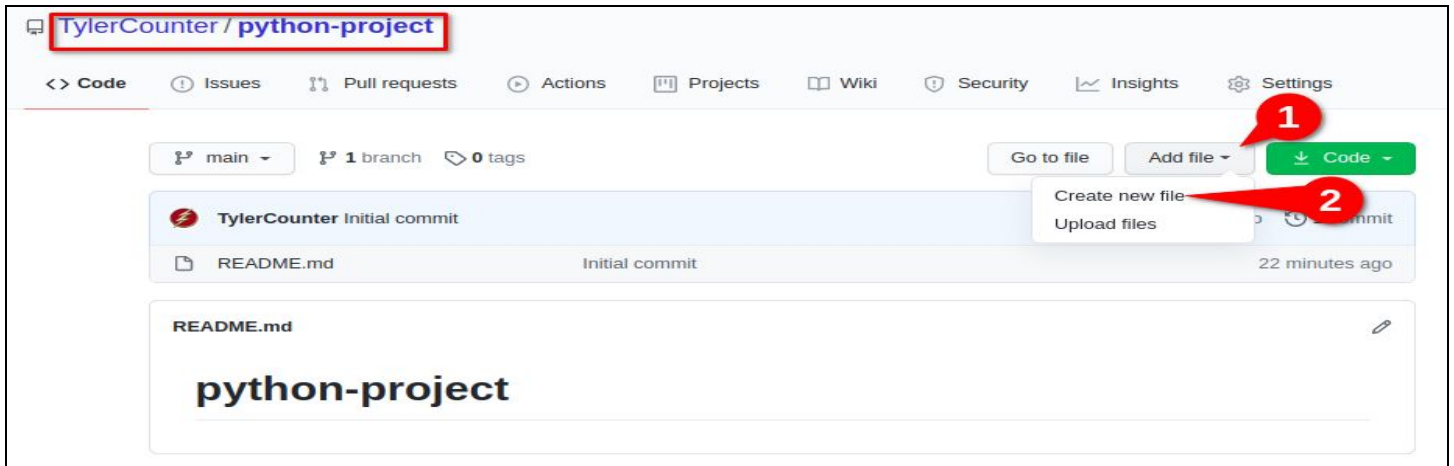 TylerCounter / python-project
<> Code Issues Pull requests Actions Projects Wiki Security Insights Settings
1
main 1 branch 0 tags Go to file Add file Code
Create new file 2
TylerCounter Initial commit
Upload files
README.md Initial commit 22 minutes ago
README.md
python-project